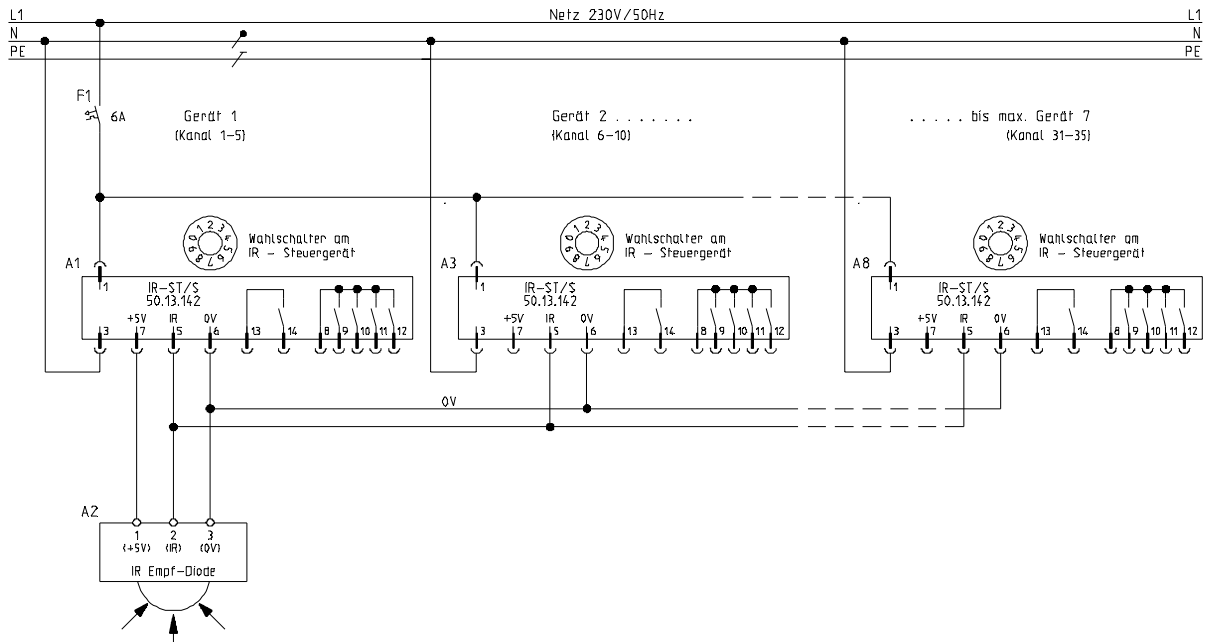 L1 Netz 230V/50Hz L1
N N
PE PE
F1
6A
Gerät 1
(Kanal 1-5)
Gerät 2 . . . . . . .
(Kanal 6-10)
. . . . . bis max. Gerät 7
(Kanal 31-35)
0 1 2 3 4 5 6 7 8 9
Wahlschalter am
IR - Steuergerät
0 1 2 3 4 5 6 7 8 9
Wahlschalter am
IR - Steuergerät
0 1 2 3 4 5 6 7 8 9
Wahlschalter am
IR - Steuergerät
A1
1
IR-ST/S
50.13.142
+5V IR 0V
3 7 5 6 13 14 8 9 10 11 12
A3
1
IR-ST/S
50.13.142
+5V IR 0V
3 7 5 6 13 14 8 9 10 11 12
A8
1
IR-ST/S
50.13.142
+5V IR 0V
3 7 5 6 13 14 8 9 10 11 12
0V
A2
1 2 3
(+5V) (IR) (0V)
IR Empf-Diode